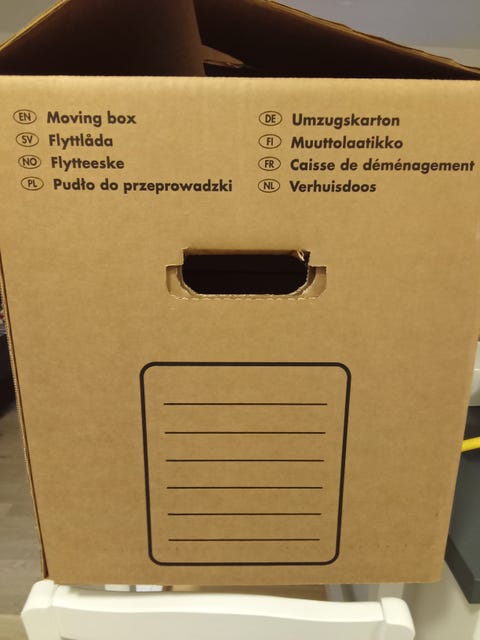 EN Moving box
SV Flyttlåda
NO Flytteeske
PL Pudło do przeprowadzki
DE Umzugskarton
FI Muuttolaatikko
FR Caisse de déménagement
NL Verhuisdoos